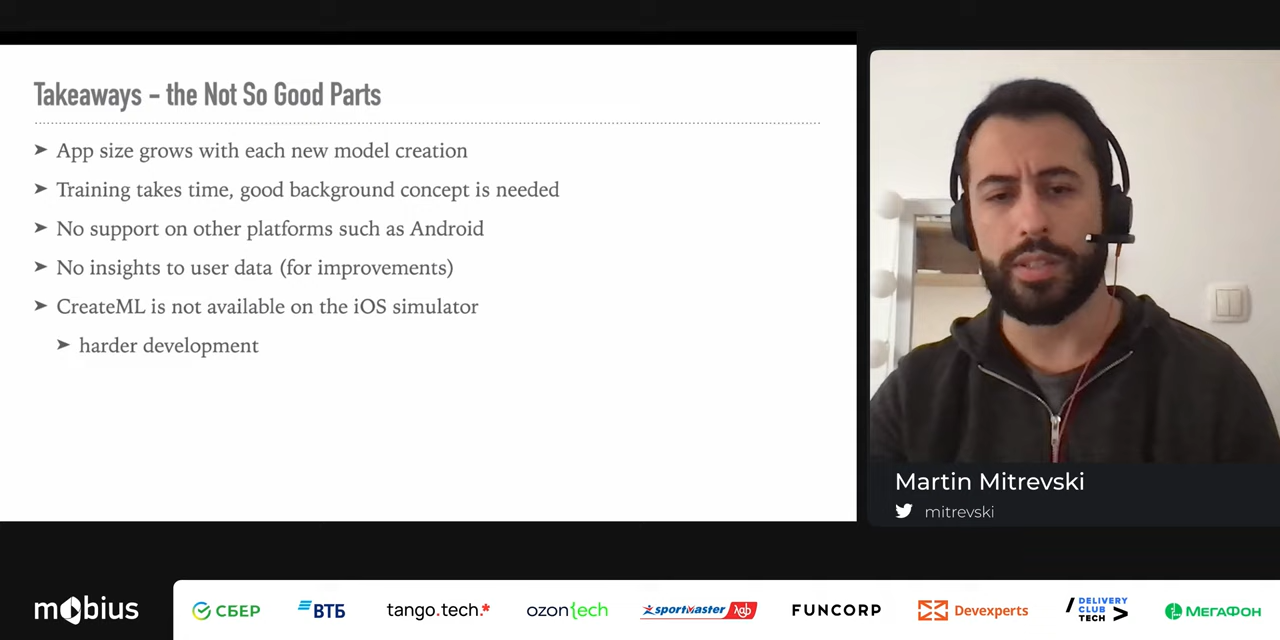 Takeaways - the Not So Good Parts
➤ App size grows with each new model creation
➤ Training takes time, good background concept is needed
➤ No support on other platforms such as Android
➤ No insights to user data (for improvements)
➤ CreateML is not available on the iOS simulator
➤ harder development
Martin Mitrevski
mitrevski
mobius
СБЕР
ВТБ
tango.tech.*
ozon{tech
sportmaster lab
FUNCORP
Devexperts
/DELIVERY
CLUB
TECH >
МЕГАФОН